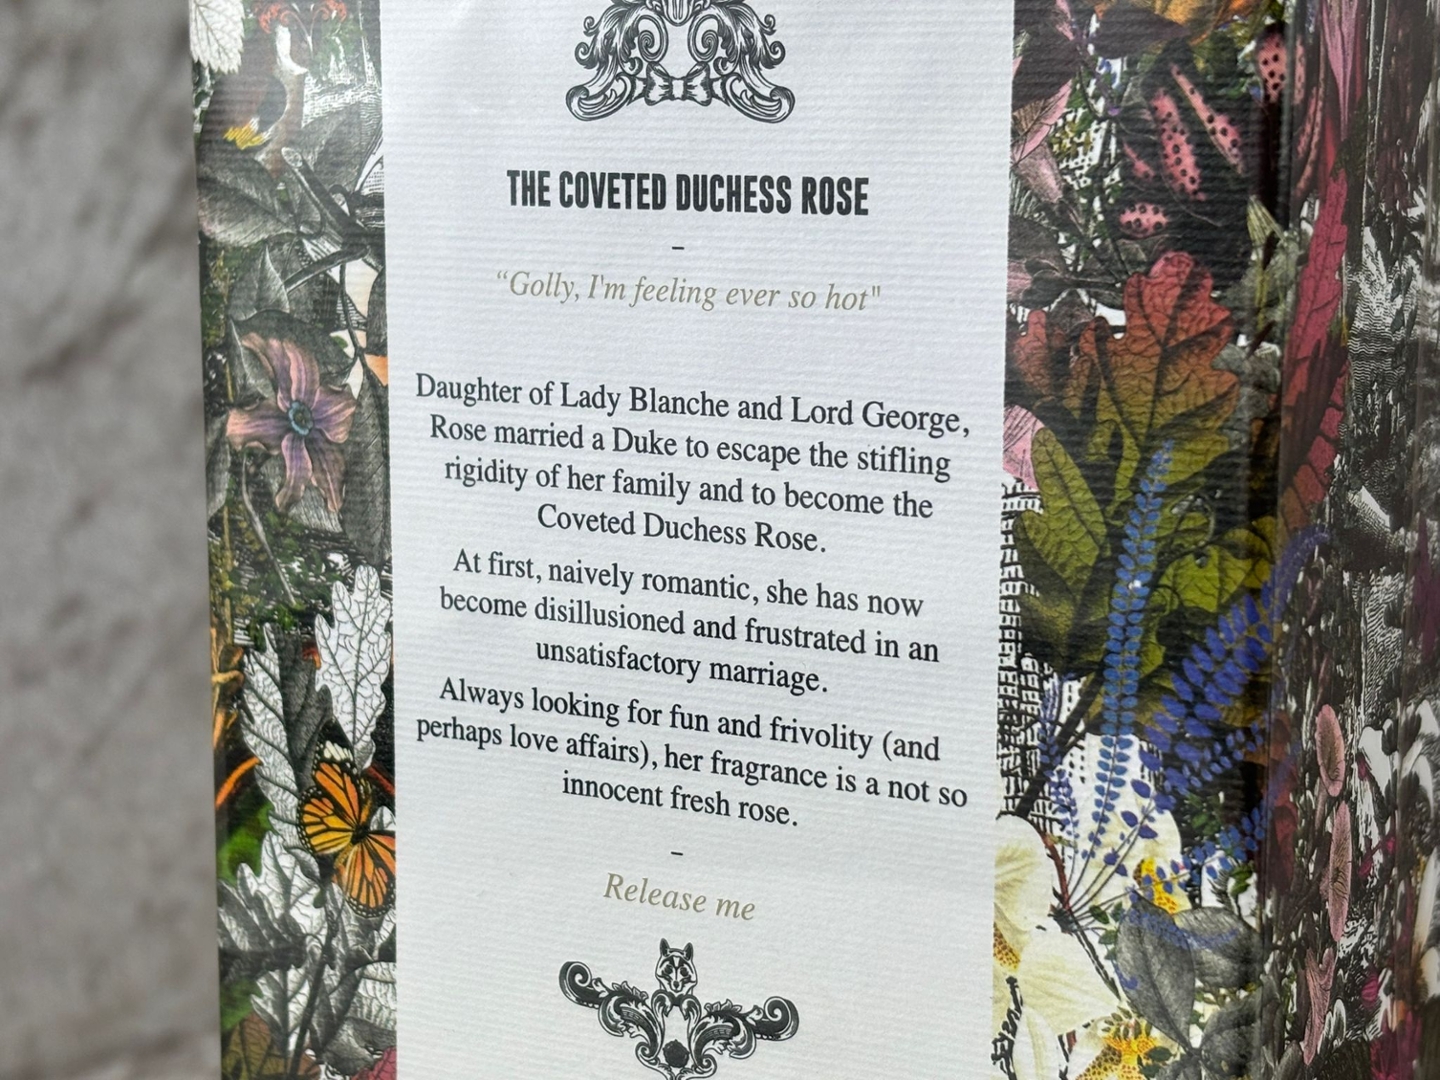 THE COVETED DUCHESS ROSE
–
“Golly, I'm feeling ever so hot"
Daughter of Lady Blanche and Lord George,
Rose married a Duke to escape the stifling
rigidity of her family and to become the
Coveted Duchess Rose.
At first, naively romantic, she has now
become disillusioned and frustrated in an
unsatisfactory marriage.
Always looking for fun and frivolity (and
perhaps love affairs), her fragrance is a not so
innocent fresh rose.
–
Release me